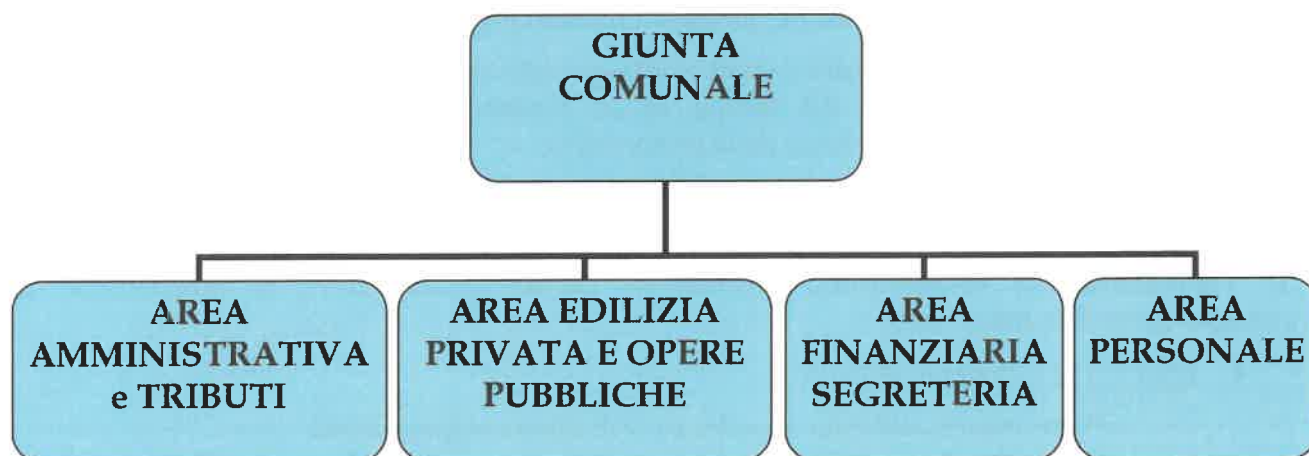 GIUNTA
COMUNALE
AREA
AMMINISTRATIVA
e TRIBUTI
AREA EDILIZIA
PRIVATA E OPERE
PUBBLICHE
AREA
FINANZIARIA
SEGRETERIA
AREA
PERSONALE